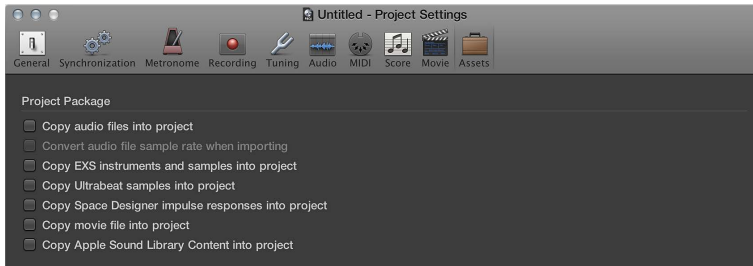 Untitled - Project Settings
General Synchronization Metronome Recording Tuning Audio MIDI Score Movie Assets
Project Package
Copy audio files into project
Convert audio file sample rate when importing
Copy EXS instruments and samples into project
Copy Ultrabeat samples into project
Copy Space Designer impulse responses into project
Copy movie file into project
Copy Apple Sound Library Content into project